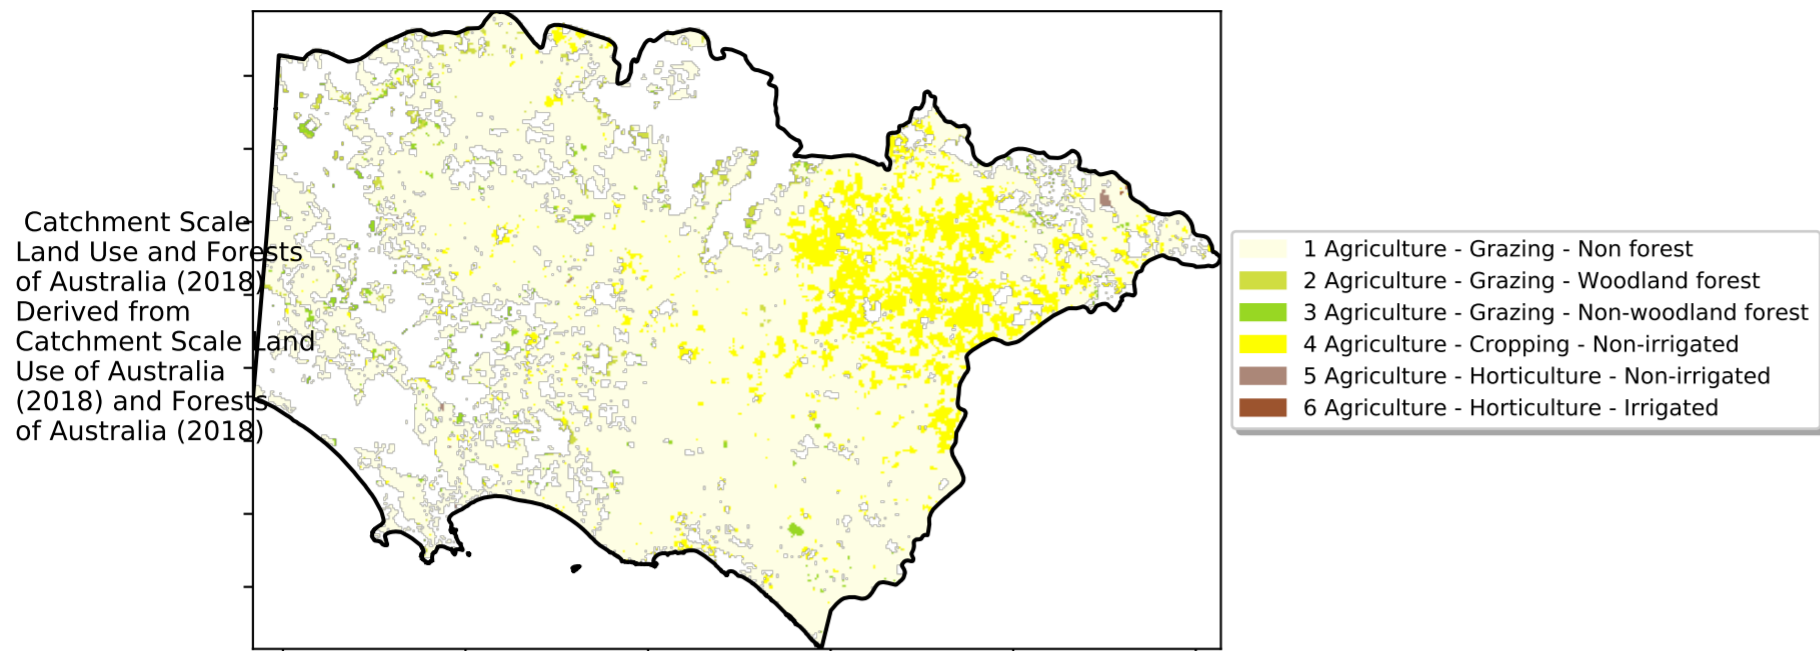 Catchment Scale
Land Use and Forests
of Australia (2018)
Derived from
Catchment Scale Land
Use of Australia
(2018) and Forests
of Australia (2018)
1 Agriculture - Grazing - Non forest
2 Agriculture - Grazing - Woodland forest
3 Agriculture - Grazing - Non-woodland forest
4 Agriculture - Cropping - Non-irrigated
5 Agriculture - Horticulture - Non-irrigated
6 Agriculture - Horticulture - Irrigated